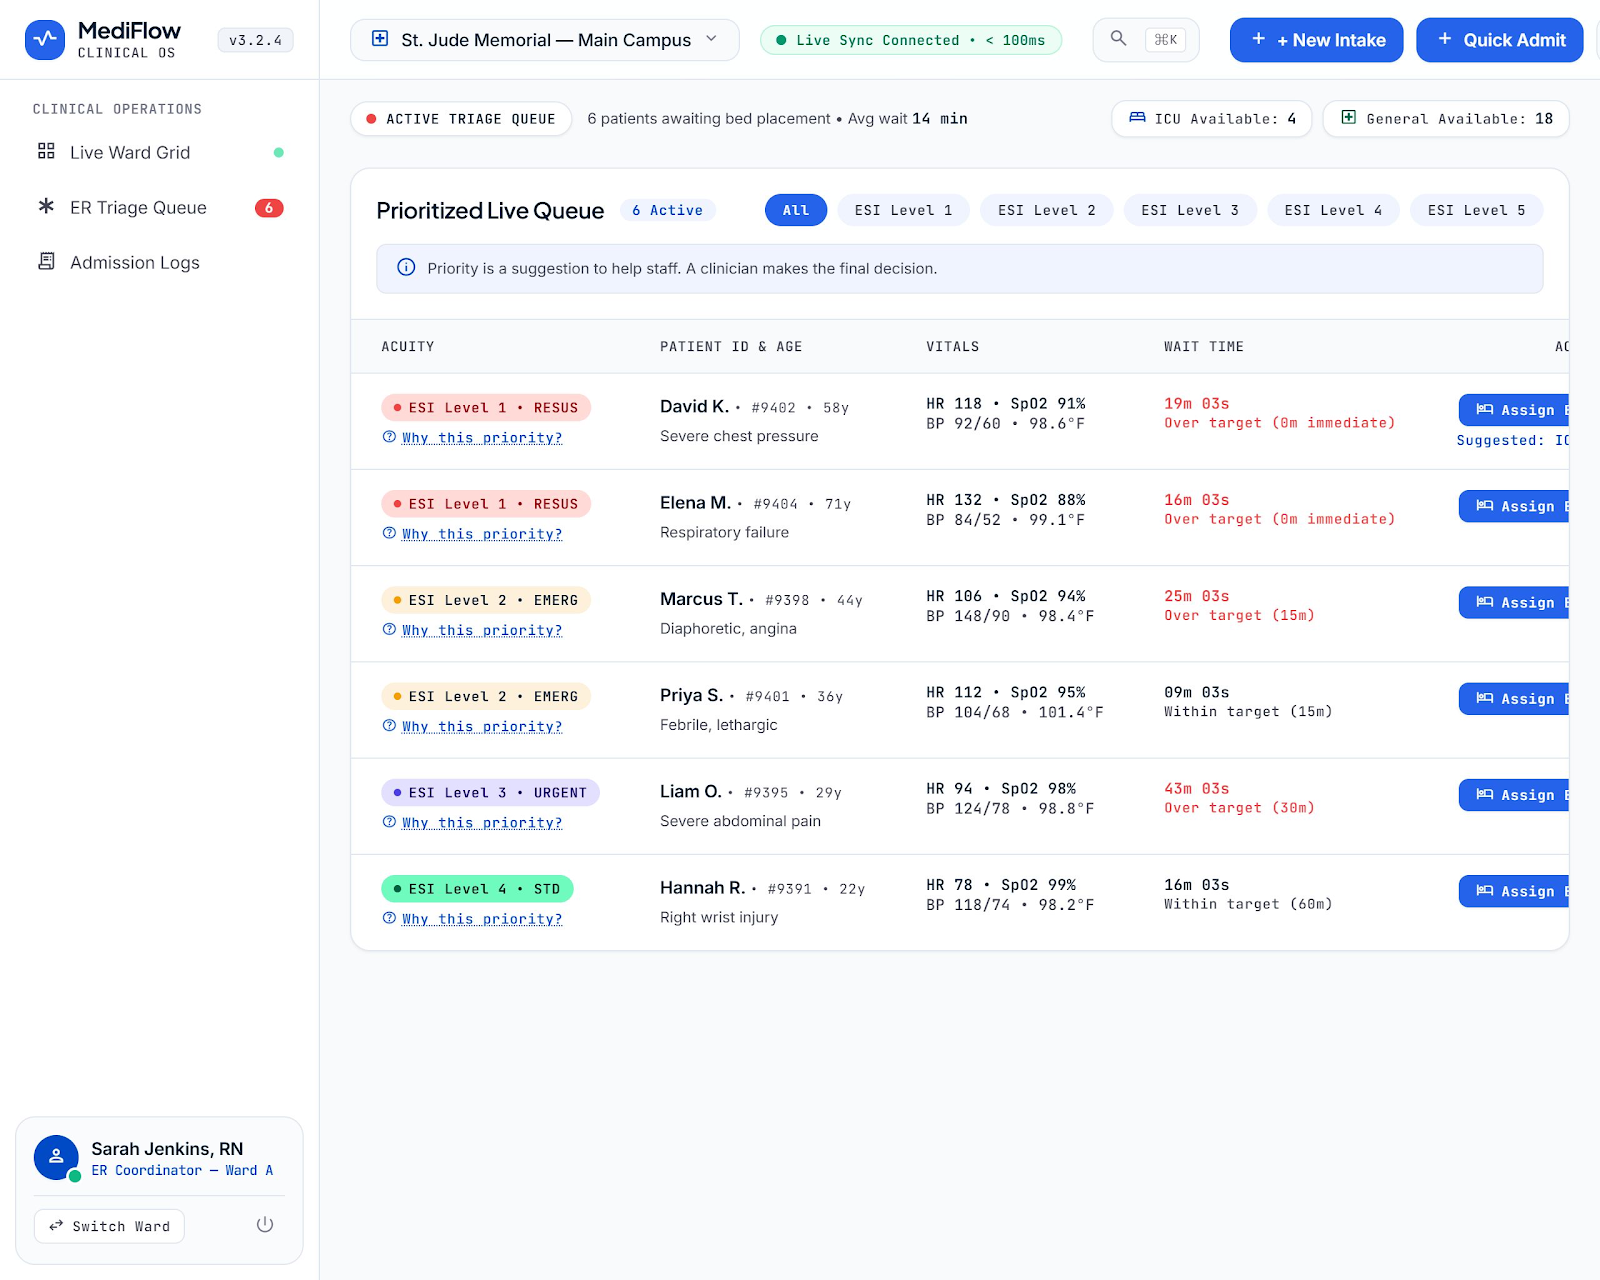 MediFlow
CLINICAL OS
v3.2.4
St. Jude Memorial — Main Campus
Live Sync Connected • < 100ms
⌘K
+ + New Intake
+ Quick Admit
CLINICAL OPERATIONS
Live Ward Grid
ER Triage Queue 6
Admission Logs
ACTIVE TRIAGE QUEUE
6 patients awaiting bed placement • Avg wait 14 min
ICU Available: 4
General Available: 18
Prioritized Live Queue
6 Active
All
ESI Level 1
ESI Level 2
ESI Level 3
ESI Level 4
ESI Level 5
Priority is a suggestion to help staff. A clinician makes the final decision.
ACUITY PATIENT ID & AGE VITALS WAIT TIME
ESI Level 1 • RESUS
Why this priority?
David K. • #9402 • 58y
Severe chest pressure
HR 118 • SpO2 91%
BP 92/60 • 98.6°F
19m 03s
Over target (0m immediate)
Assign
Suggested:
ESI Level 1 • RESUS
Why this priority?
Elena M. • #9404 • 71y
Respiratory failure
HR 132 • SpO2 88%
BP 84/52 • 99.1°F
16m 03s
Over target (0m immediate)
Assign
ESI Level 2 • EMERG
Why this priority?
Marcus T. • #9398 • 44y
Diaphoretic, angina
HR 106 • SpO2 94%
BP 148/90 • 98.4°F
25m 03s
Over target (15m)
Assign
ESI Level 2 • EMERG
Why this priority?
Priya S. • #9401 • 36y
Febrile, lethargic
HR 112 • SpO2 95%
BP 104/68 • 101.4°F
09m 03s
Within target (15m)
Assign
ESI Level 3 • URGENT
Why this priority?
Liam O. • #9395 • 29y
Severe abdominal pain
HR 94 • SpO2 98%
BP 124/78 • 98.8°F
43m 03s
Over target (30m)
Assign
ESI Level 4 • STD
Why this priority?
Hannah R. • #9391 • 22y
Right wrist injury
HR 78 • SpO2 99%
BP 118/74 • 98.2°F
16m 03s
Within target (60m)
Assign
Sarah Jenkins, RN
ER Coordinator — Ward A
Switch Ward